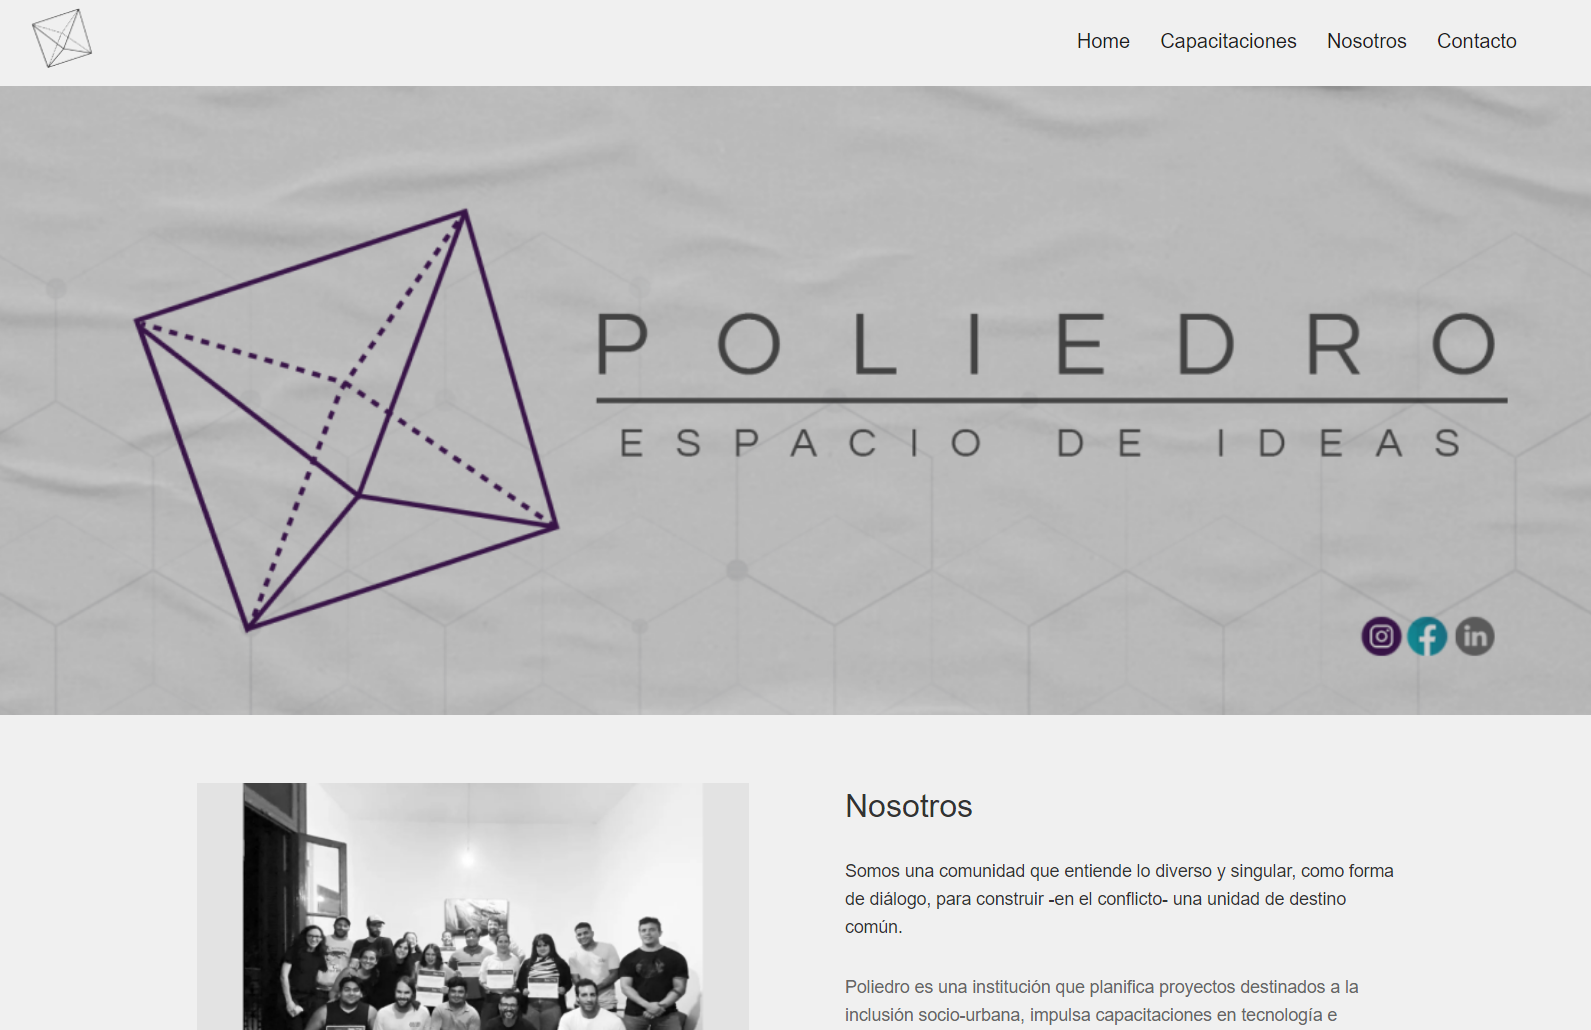 Home Capacitaciones Nosotros Contacto
POLIEDRO
ESPACIO DE IDEAS
in
Nosotros
Somos una comunidad que entiende lo diverso y singular, como forma
de diálogo, para construir -en el conflicto- una unidad de destino
común.
Poliedro es una institución que planifica proyectos destinados a la
inclusión socio-urbana, impulsa capacitaciones en tecnología e